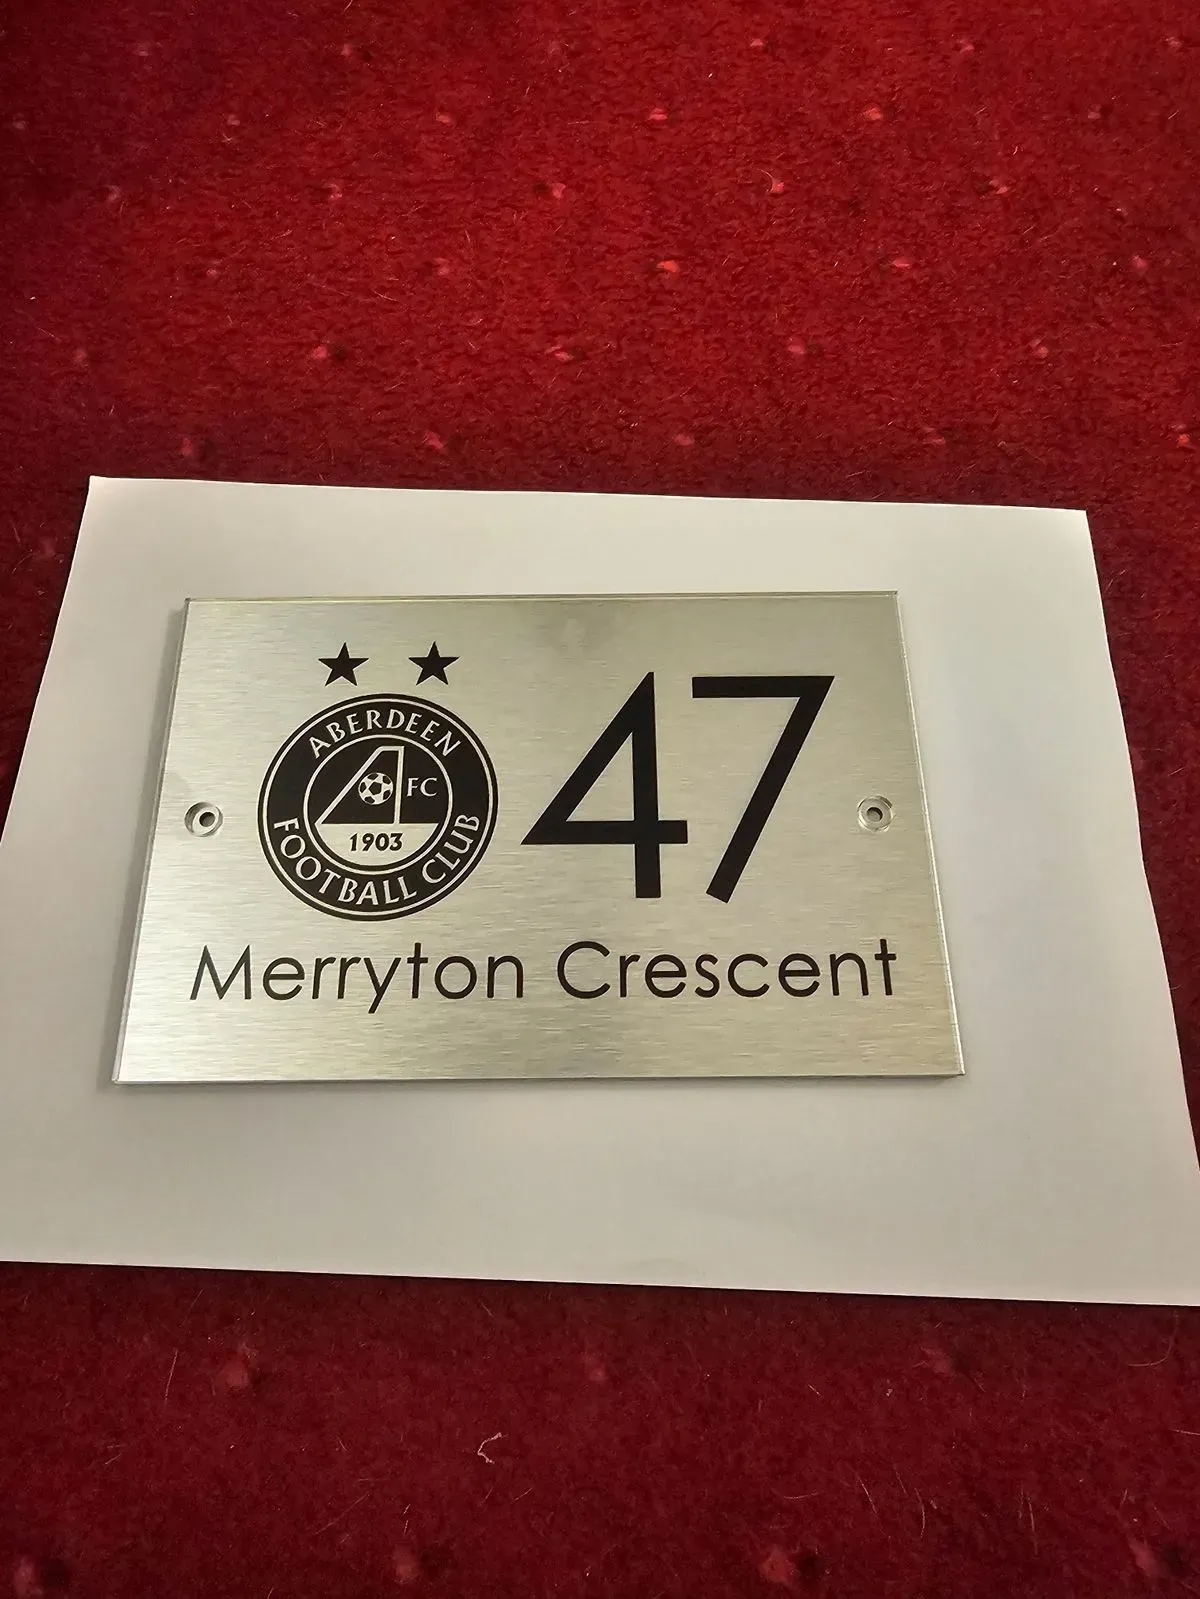 ABERDEEN
FC
1903
FOOTBALL CLUB
47
Merryton Crescent